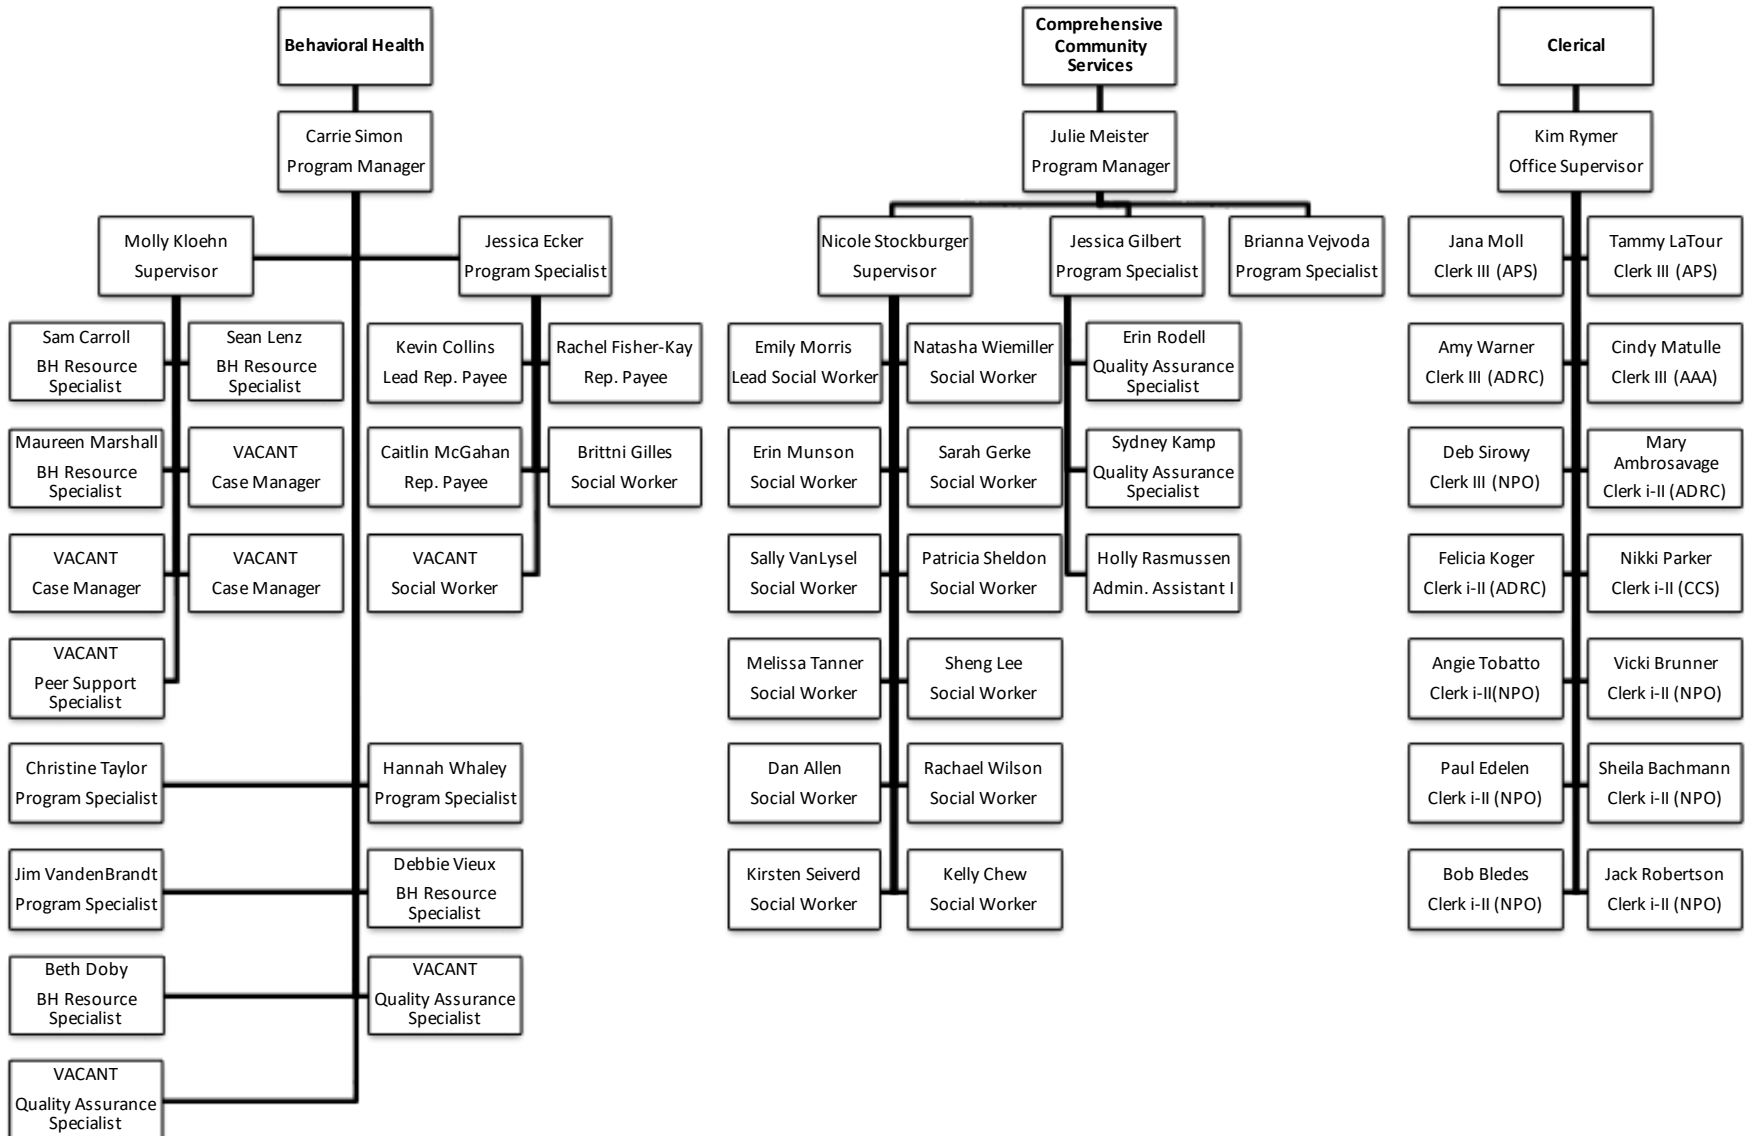 Behavioral Health
Carrie Simon
Program Manager
Molly Kloehn
Supervisor
Jessica Ecker
Program Specialist
Sam Carroll
BH Resource
Specialist
Sean Lenz
BH Resource
Specialist
Kevin Collins
Lead Rep. Payee
Rachel Fisher-Kay
Rep. Payee
Maureen Marshall
BH Resource
Specialist
VACANT
Case Manager
Caitlin McGahan
Rep. Payee
Brittni Gilles
Social Worker
VACANT
Case Manager
VACANT
Case Manager
VACANT
Social Worker
VACANT
Peer Support
Specialist
Christine Taylor
Program Specialist
Hannah Whaley
Program Specialist
Jim VandenBrandt
Program Specialist
Debbie Vieux
BH Resource
Specialist
Beth Doby
BH Resource
Specialist
VACANT
Quality Assurance
Specialist
VACANT
Quality Assurance
Specialist
Comprehensive
Community
Services
Julie Meister
Program Manager
Nicole Stockburger
Supervisor
Jessica Gilbert
Program Specialist
Brianna Vejvoda
Program Specialist
Emily Morris
Lead Social Worker
Natasha Wiemiller
Social Worker
Erin Rodell
Quality Assurance
Specialist
Erin Munson
Social Worker
Sarah Gerke
Social Worker
Sydney Kamp
Quality Assurance
Specialist
Sally VanLysel
Social Worker
Patricia Sheldon
Social Worker
Holly Rasmussen
Admin. Assistant I
Melissa Tanner
Social Worker
Sheng Lee
Social Worker
Dan Allen
Social Worker
Rachael Wilson
Social Worker
Kirsten Seiverd
Social Worker
Kelly Chew
Social Worker
Clerical
Kim Rymer
Office Supervisor
Jana Moll
Clerk III (APS)
Tammy LaTour
Clerk III (APS)
Amy Warner
Clerk III (ADRC)
Cindy Matulle
Clerk III (AAA)
Deb Sirowy
Clerk III (NPO)
Mary
Ambrosavage
Clerk i-II (ADRC)
Felicia Koger
Clerk i-II (ADRC)
Nikki Parker
Clerk i-II (CCS)
Angie Tobatto
Clerk i-II(NPO)
Vicki Brunner
Clerk i-II (NPO)
Paul Edelen
Clerk i-II (NPO)
Sheila Bachmann
Clerk i-II (NPO)
Bob Bledes
Clerk i-II (NPO)
Jack Robertson
Clerk i-II (NPO)